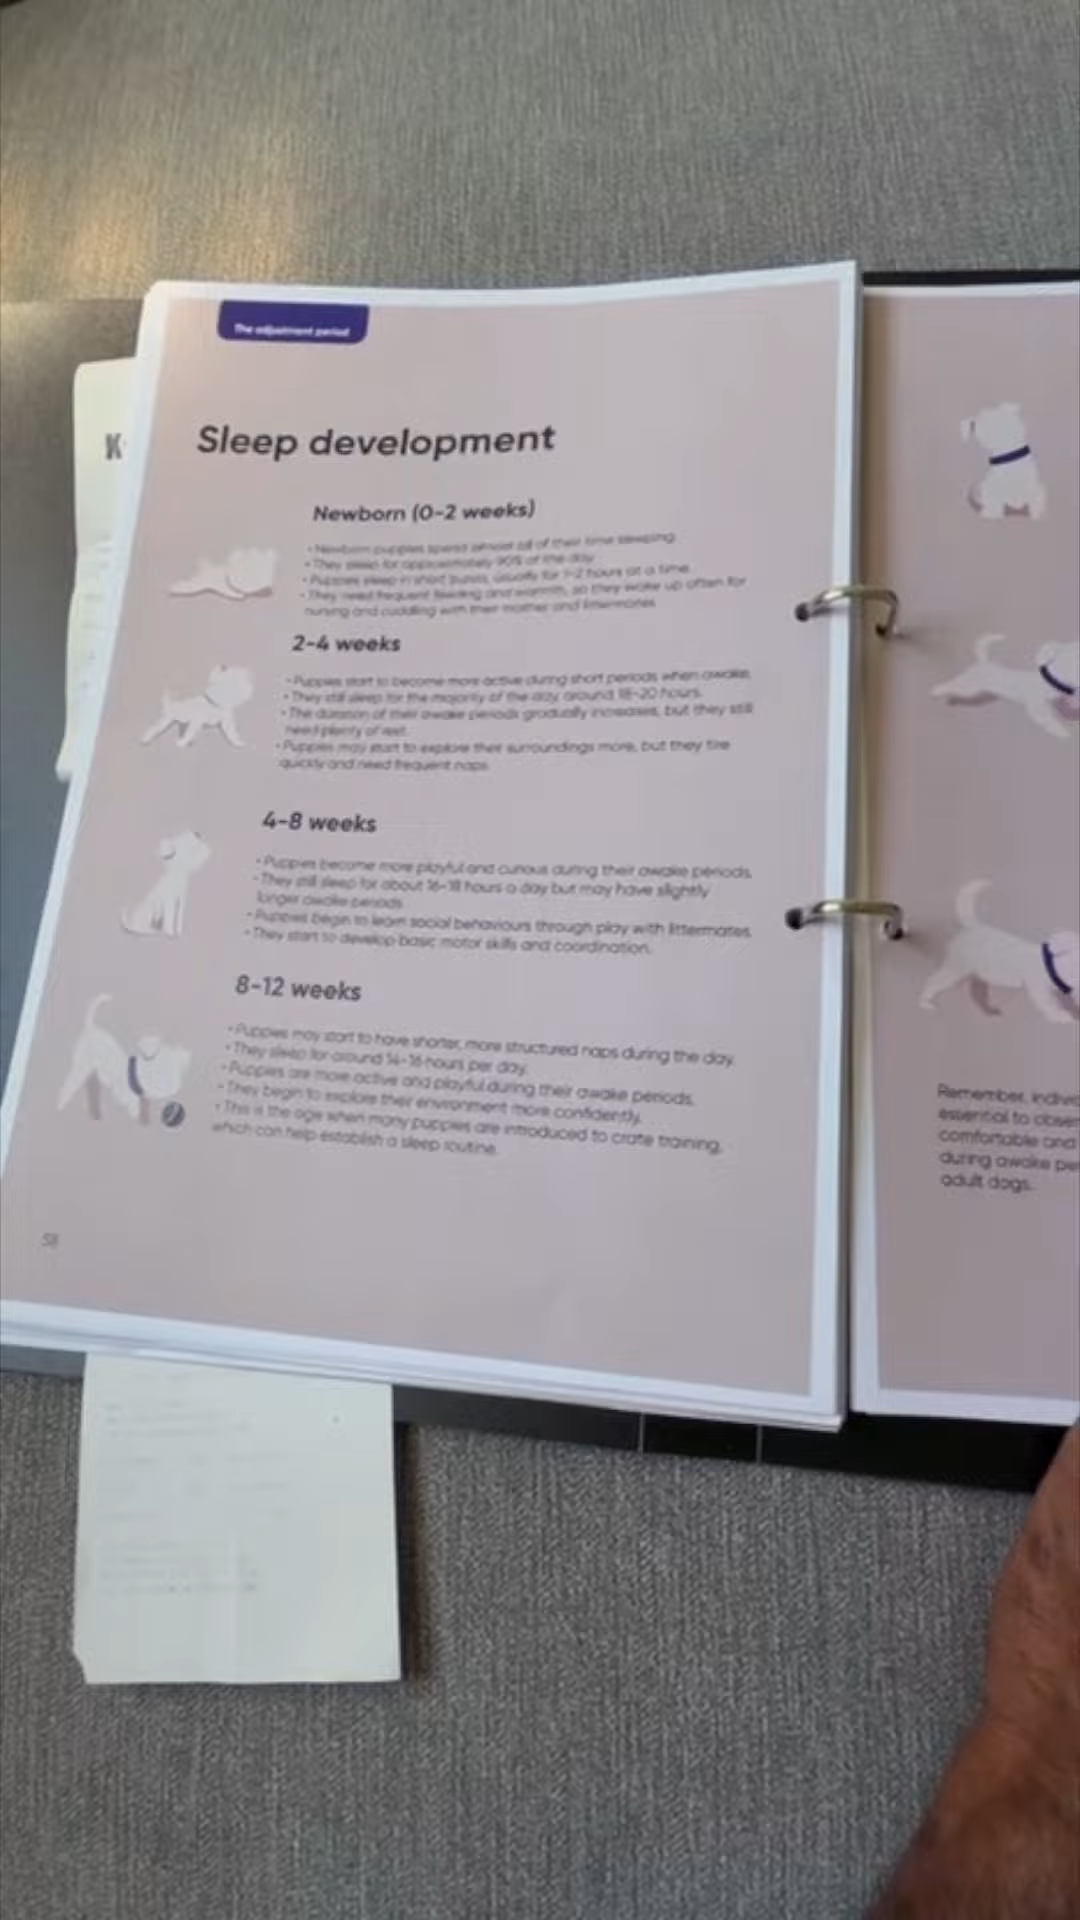 The adjustment period
K
Sleep development
Newborn (0-2 weeks)
• Newborn puppies spend almost all of their time sleeping.
• They sleep for approximately 90% of the day.
• Puppies sleep in short bursts, usually for 1-2 hours at a time.
• They need frequent feeding and warmth, so they wake up often for
nursing and cuddling with their mother and littermates.
2-4 weeks
• Puppies start to become more active during short periods when awake.
• They still sleep for the majority of the day, around 18-20 hours.
• The duration of their awake periods gradually increases, but they still
need plenty of rest.
• Puppies may start to explore their surroundings more, but they tire
quickly and need frequent naps.
4-8 weeks
• Puppies become more playful and curious during their awake periods.
• They still sleep for about 16-18 hours a day but may have slightly
longer awake periods.
• Puppies begin to learn social behaviours through play with littermates.
• They start to develop basic motor skills and coordination.
8-12 weeks
• Puppies may start to have shorter, more structured naps during the day.
• They sleep for around 14-16 hours per day.
• Puppies are more active and playful during their awake periods.
• They begin to explore their environment more confidently.
• This is the age when many puppies are introduced to crate training,
which can help establish a sleep routine.
58
Remember, indivi
essential to obser
comfortable and
during awake pe
adult dogs.